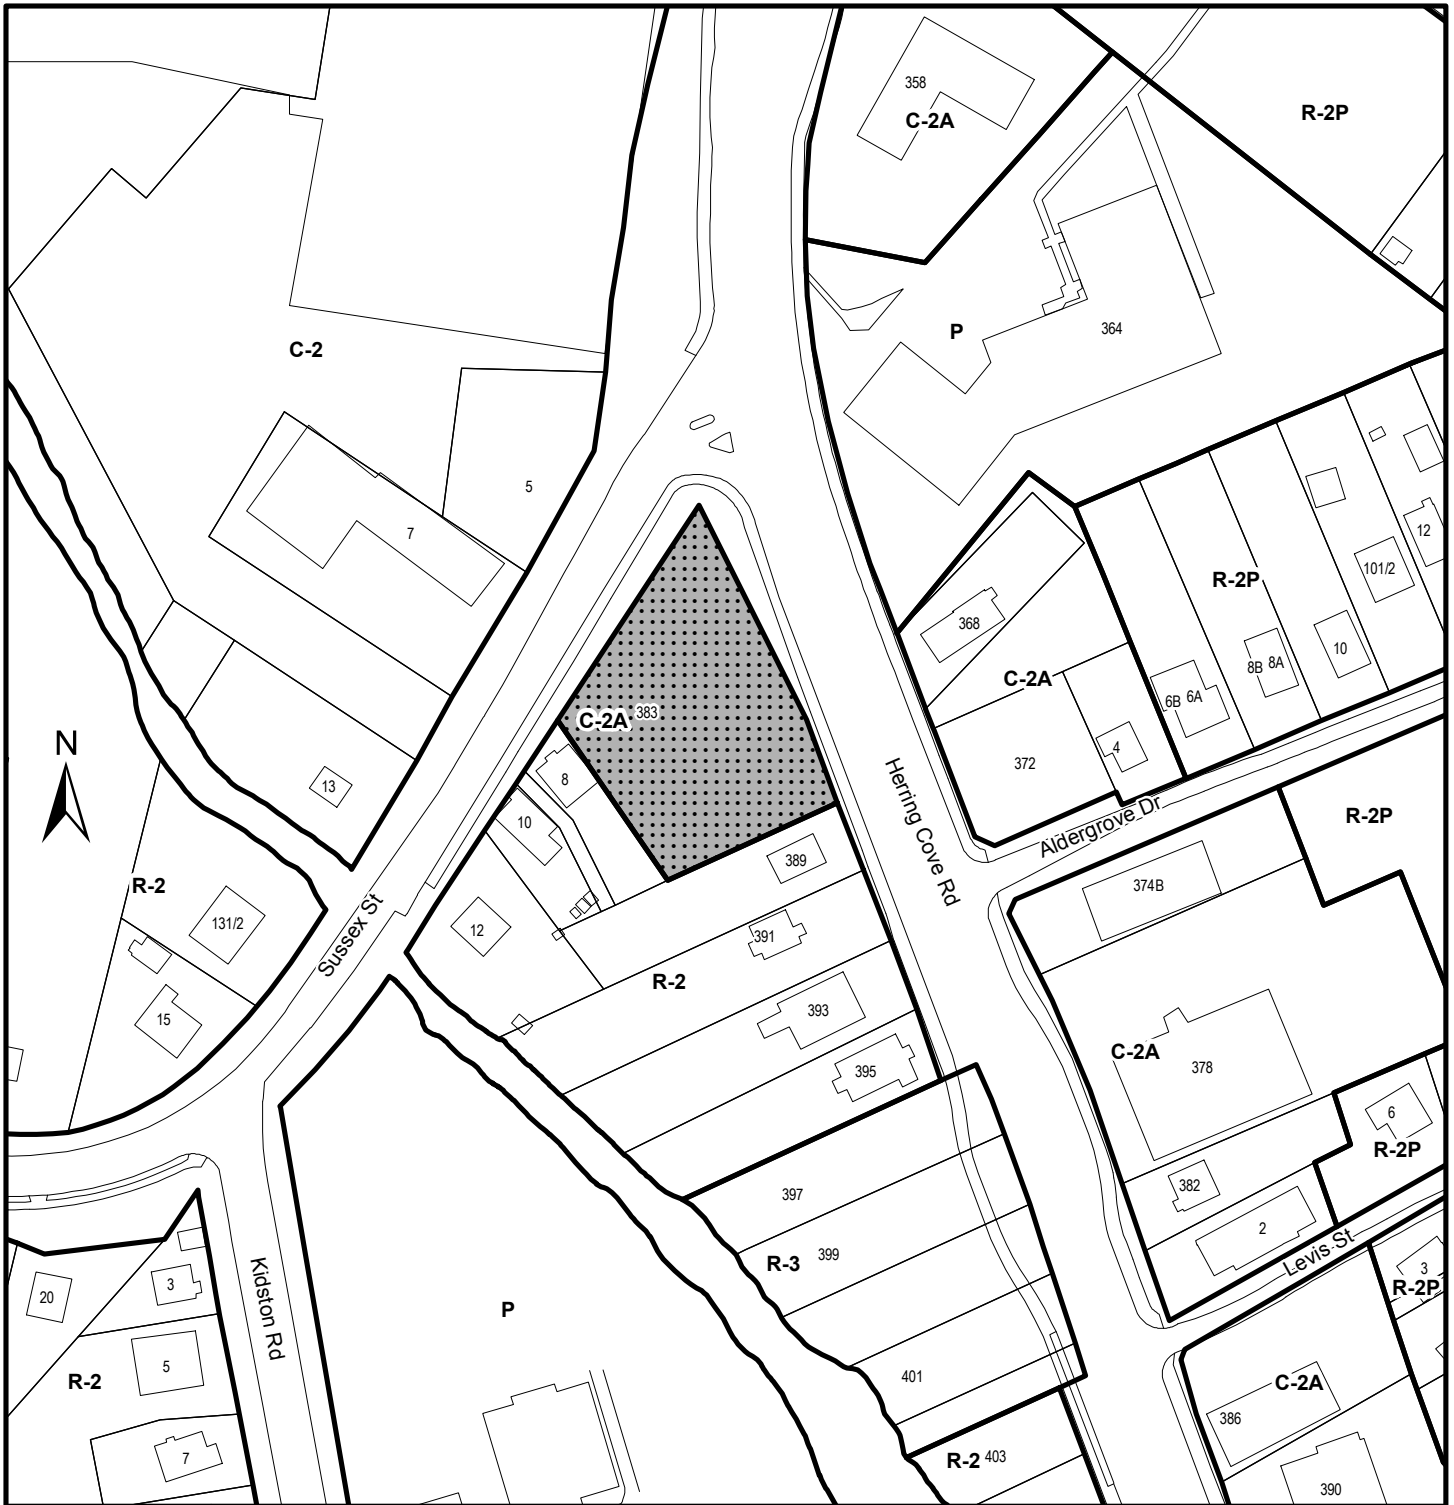 358
C-2A
R-2P
P
364
C-2
5
7
12
101/2
R-2P
10
8A
8B
6A
6B
368
C-2A
C-2A 383
372
4
N
8
13
10
Herring Cove Rd
Aldergrove Dr
R-2P
389
374B
R-2
131/2
12
391
Sussex St
R-2
393
15
C-2A
378
395
6
R-2P
382
397
2
R-3 399
Levis St
3
R-2P
3
20
Kidston Rd
P
5
R-2
401
C-2A
386
7
R-2 403
390